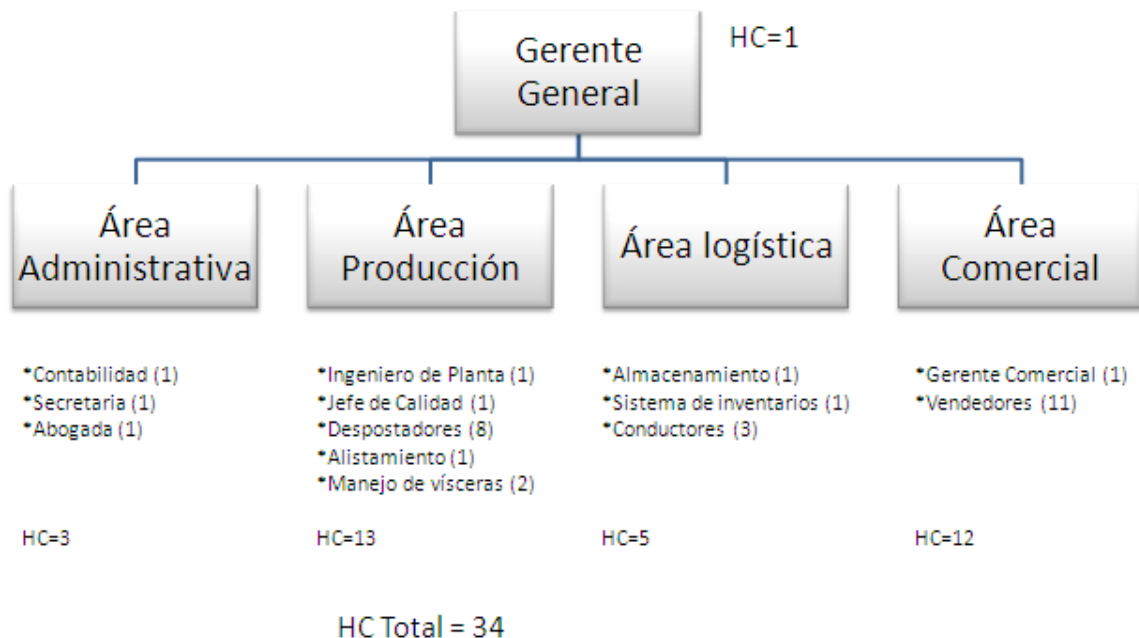 Gerente
General
HC=1
Área
Administrativa
Área
Producción
Área logística
Área
Comercial
*Contabilidad (1)
*Secretaria (1)
*Abogada (1)
*Ingeniero de Planta (1)
*Jefe de Calidad (1)
*Despostadores (8)
*Alistamiento (1)
*Manejo de vísceras (2)
*Almacenamiento (1)
*Sistema de inventarios (1)
*Conductores (3)
*Gerente Comercial (1)
*Vendedores (11)
HC=3
HC=13
HC=5
HC=12
HC Total = 34